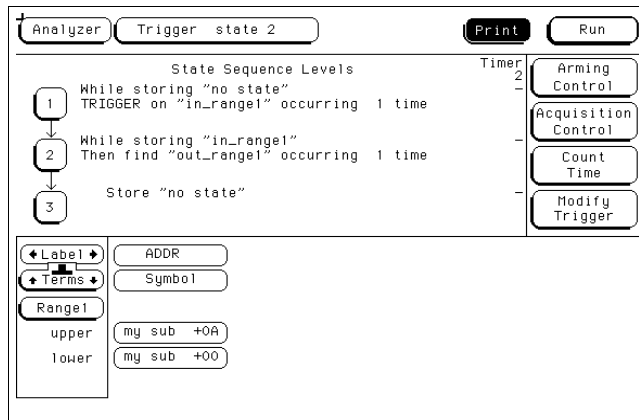 Analyzer Trigger state 2 Print Run
State Sequence Levels
Timer
2
1 While storing "no state"
TRIGGER on "in_range1" occurring 1 time
-
2 While storing "in_range1"
Then find "out_range1" occurring 1 time
-
3 Store "no state"
-
Arming
Control
Acquisition
Control
Count
Time
Modify
Trigger
Label ADDR
Terms Symbol
Range1
upper my sub +0A
lower my sub +00